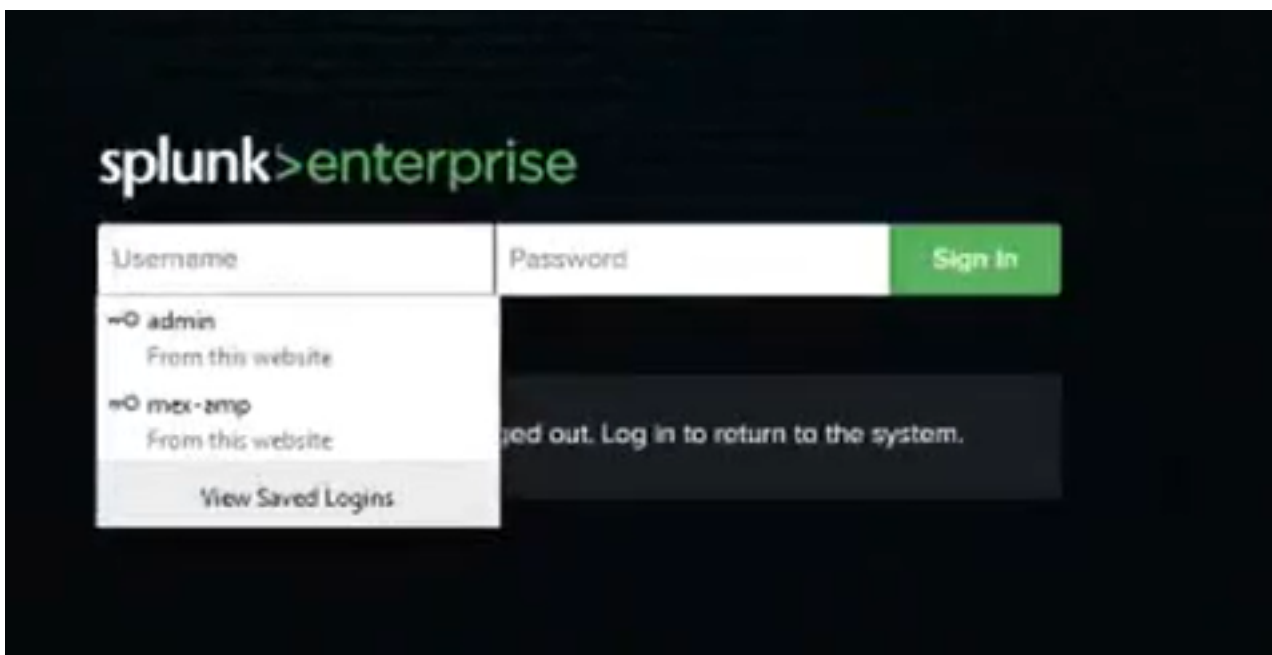 splunk>enterprise
Username Password Sign In
admin
From this website
mex-amp
From this website
ged out. Log in to return to the system.
View Saved Logins